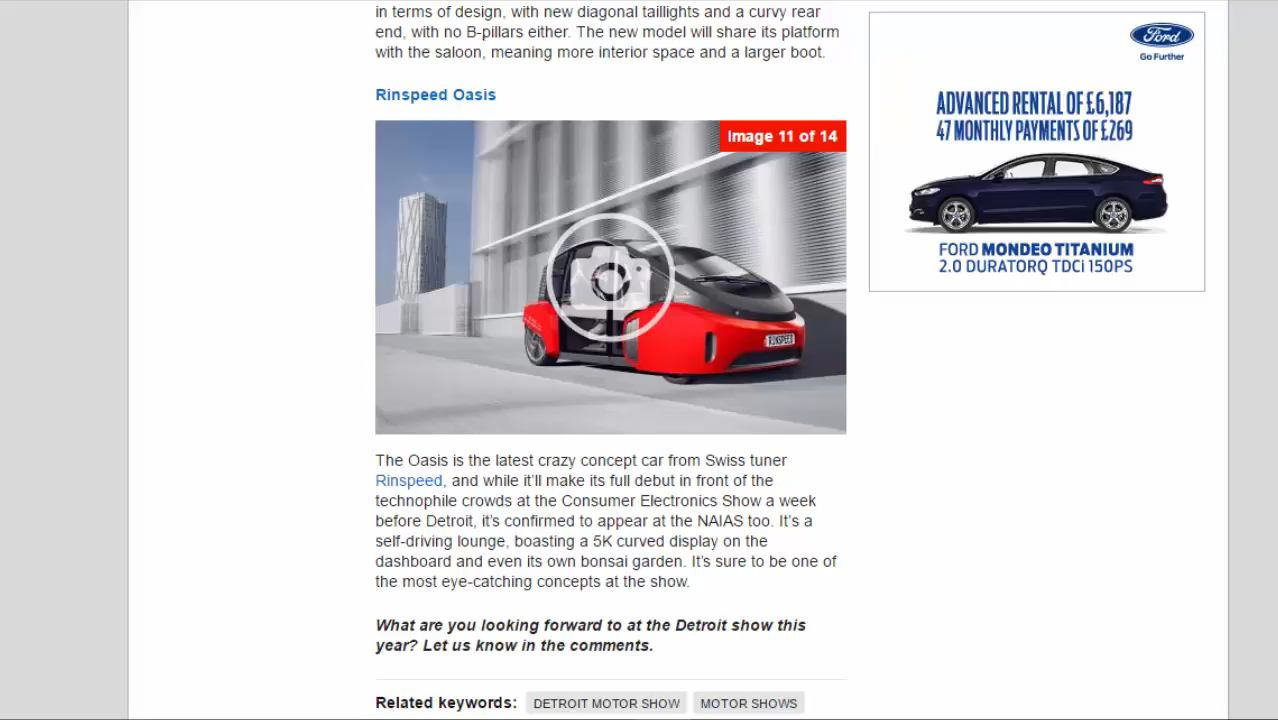 in terms of design, with new diagonal taillights and a curvy rear
end, with no B-pillars either. The new model will share its platform
with the saloon, meaning more interior space and a larger boot.
Rinspeed Oasis
Image 11 of 14
RINSPEED
The Oasis is the latest crazy concept car from Swiss tuner
Rinspeed, and while it’ll make its full debut in front of the
technophile crowds at the Consumer Electronics Show a week
before Detroit, it’s confirmed to appear at the NAIAS too. It’s a
self-driving lounge, boasting a 5K curved display on the
dashboard and even its own bonsai garden. It’s sure to be one of
the most eye-catching concepts at the show.
What are you looking forward to at the Detroit show this
year? Let us know in the comments.
Related keywords: DETROIT MOTOR SHOW MOTOR SHOWS
Ford
Go Further
ADVANCED RENTAL OF £6,187
47 MONTHLY PAYMENTS OF £269
FORD MONDEO TITANIUM
2.0 DURATORQ TDCi 150PS